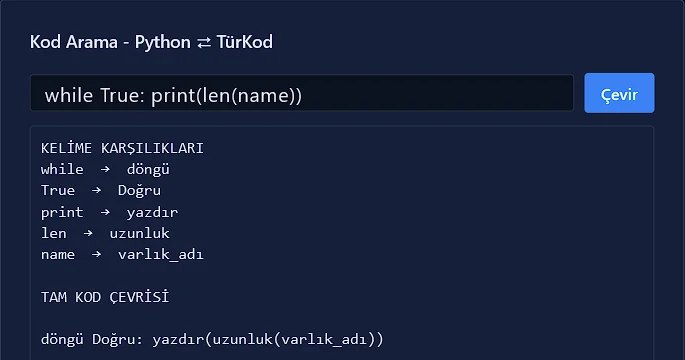 Kod Arama - Python ⇄ TürKod
while True: print(len(name))
Çevir
KELİME KARŞILIKLARI
while → döngü
True → Doğru
print → yazdır
len → uzunluk
name → varlık_adı
TAM KOD ÇEVRİSİ
döngü Doğru: yazdır(uzunluk(varlık_adı))